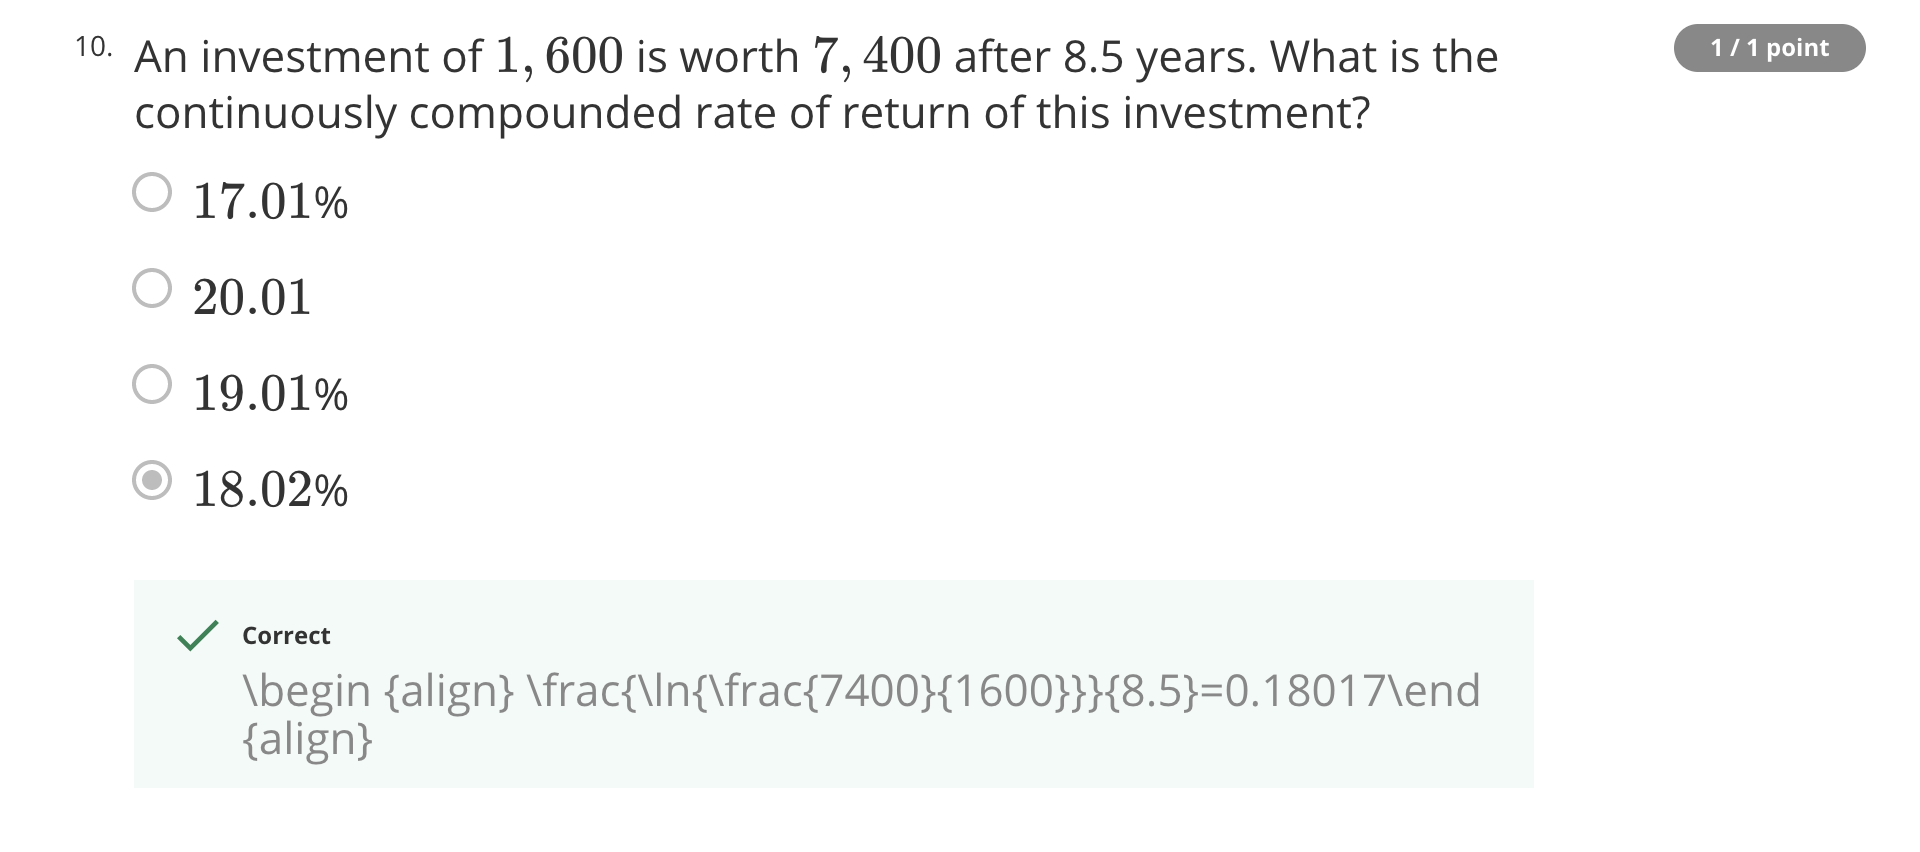 10. An investment of 1, 600 is worth 7, 400 after 8.5 years. What is the
1 / 1 point
continuously compounded rate of return of this investment?
17.01%
20.01
19.01%
18.02%
Correct
\begin {align} \frac{\ln{\frac{7400}{1600}}}{8.5}=0.18017\end
{align}